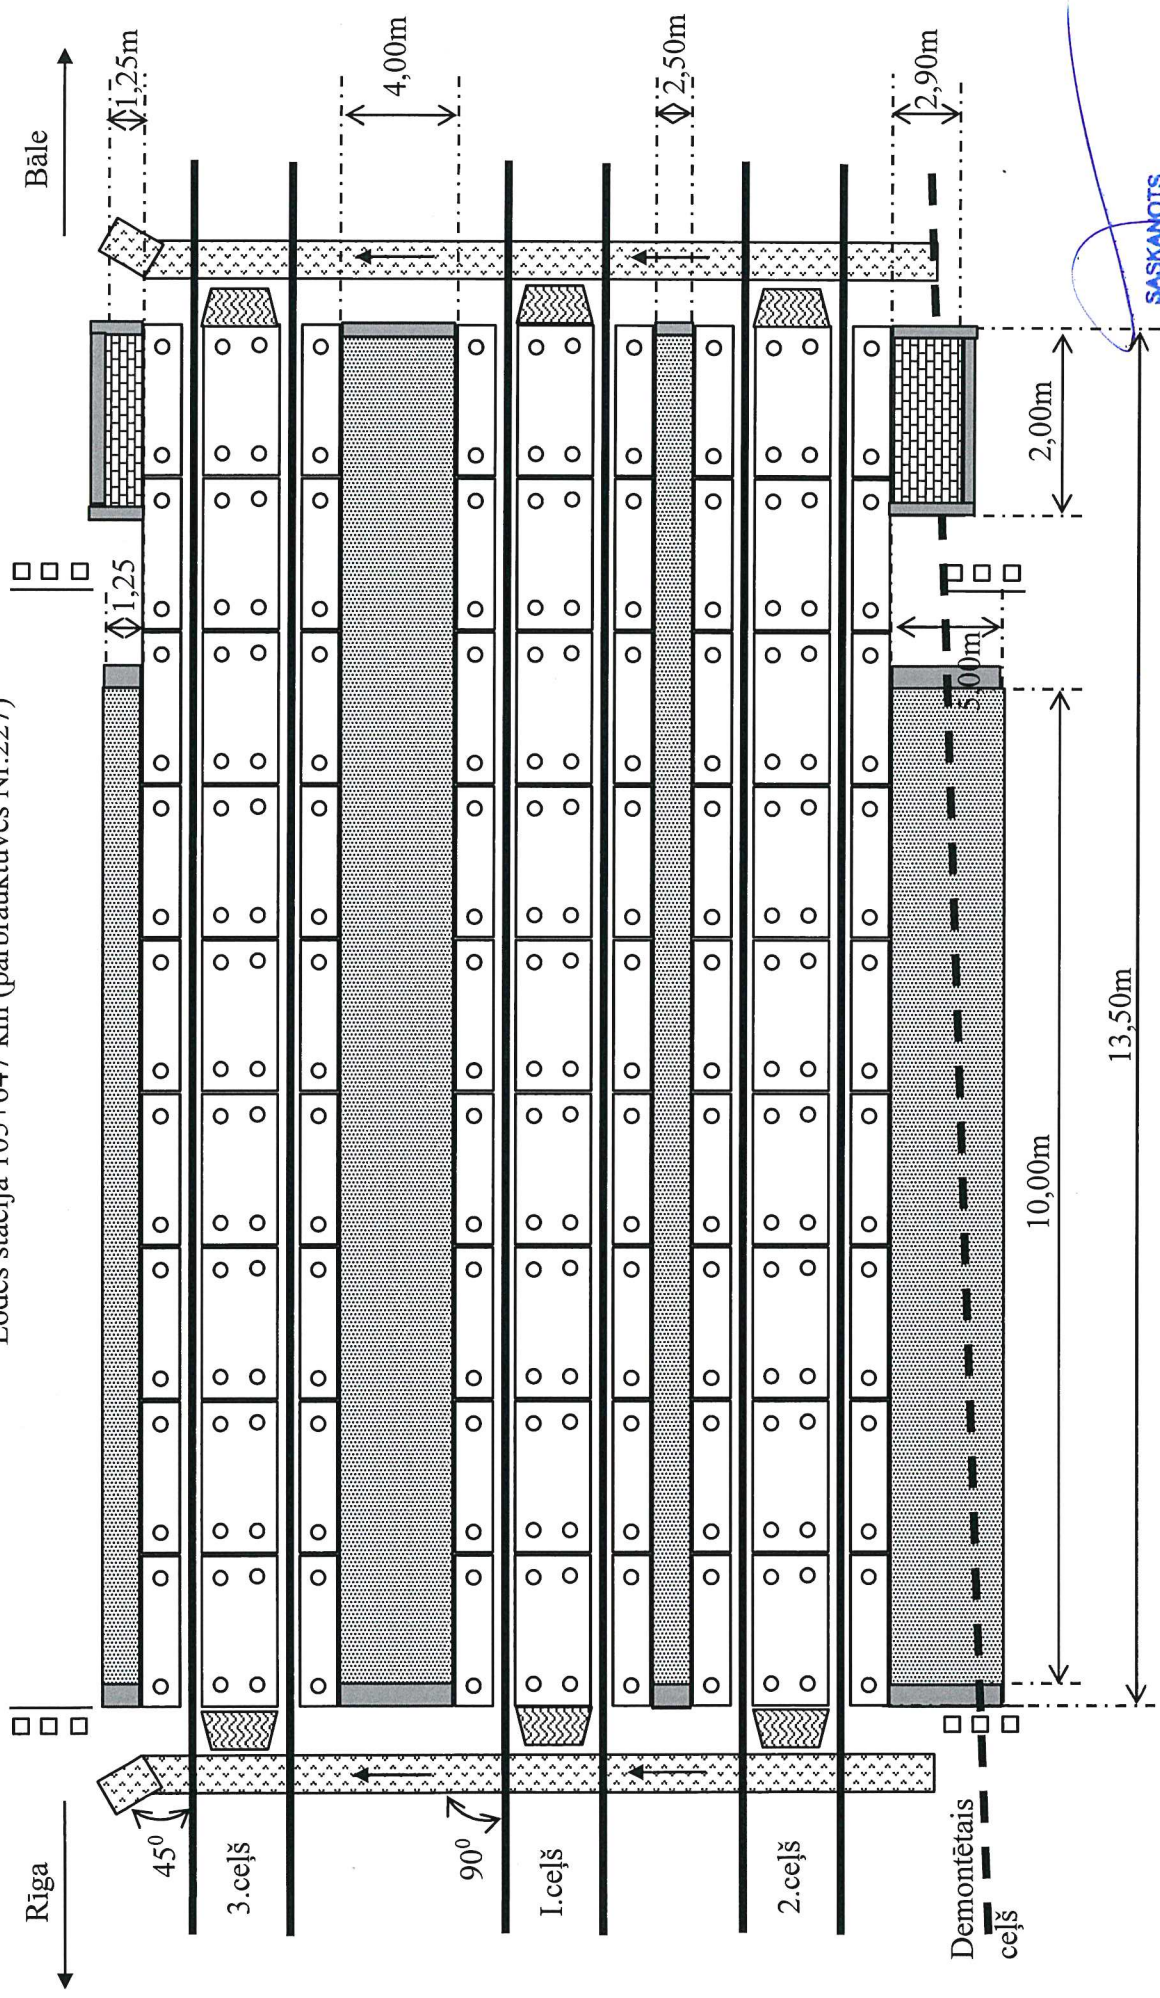 Lodes stacija 105+647 km (pārbrauktuves Nr.227)
Rīga
Bāle
1,25m
1,25
4,00m
2,50m
2,90m
45⁰
3.ceļš
90⁰
I.ceļš
2.ceļš
5,00m
2,00m
10,00m
13,50m
Demontētais
ceļš
SASKAŅOTS